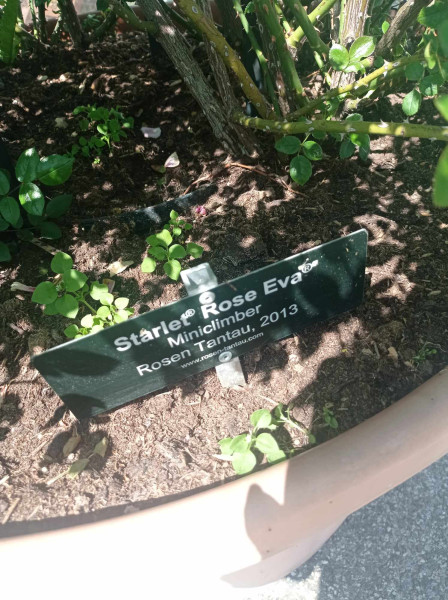 Starlet® Rose Eva®
Miniclimber
Rosen Tantau, 2013
www.rosen-tantau.com